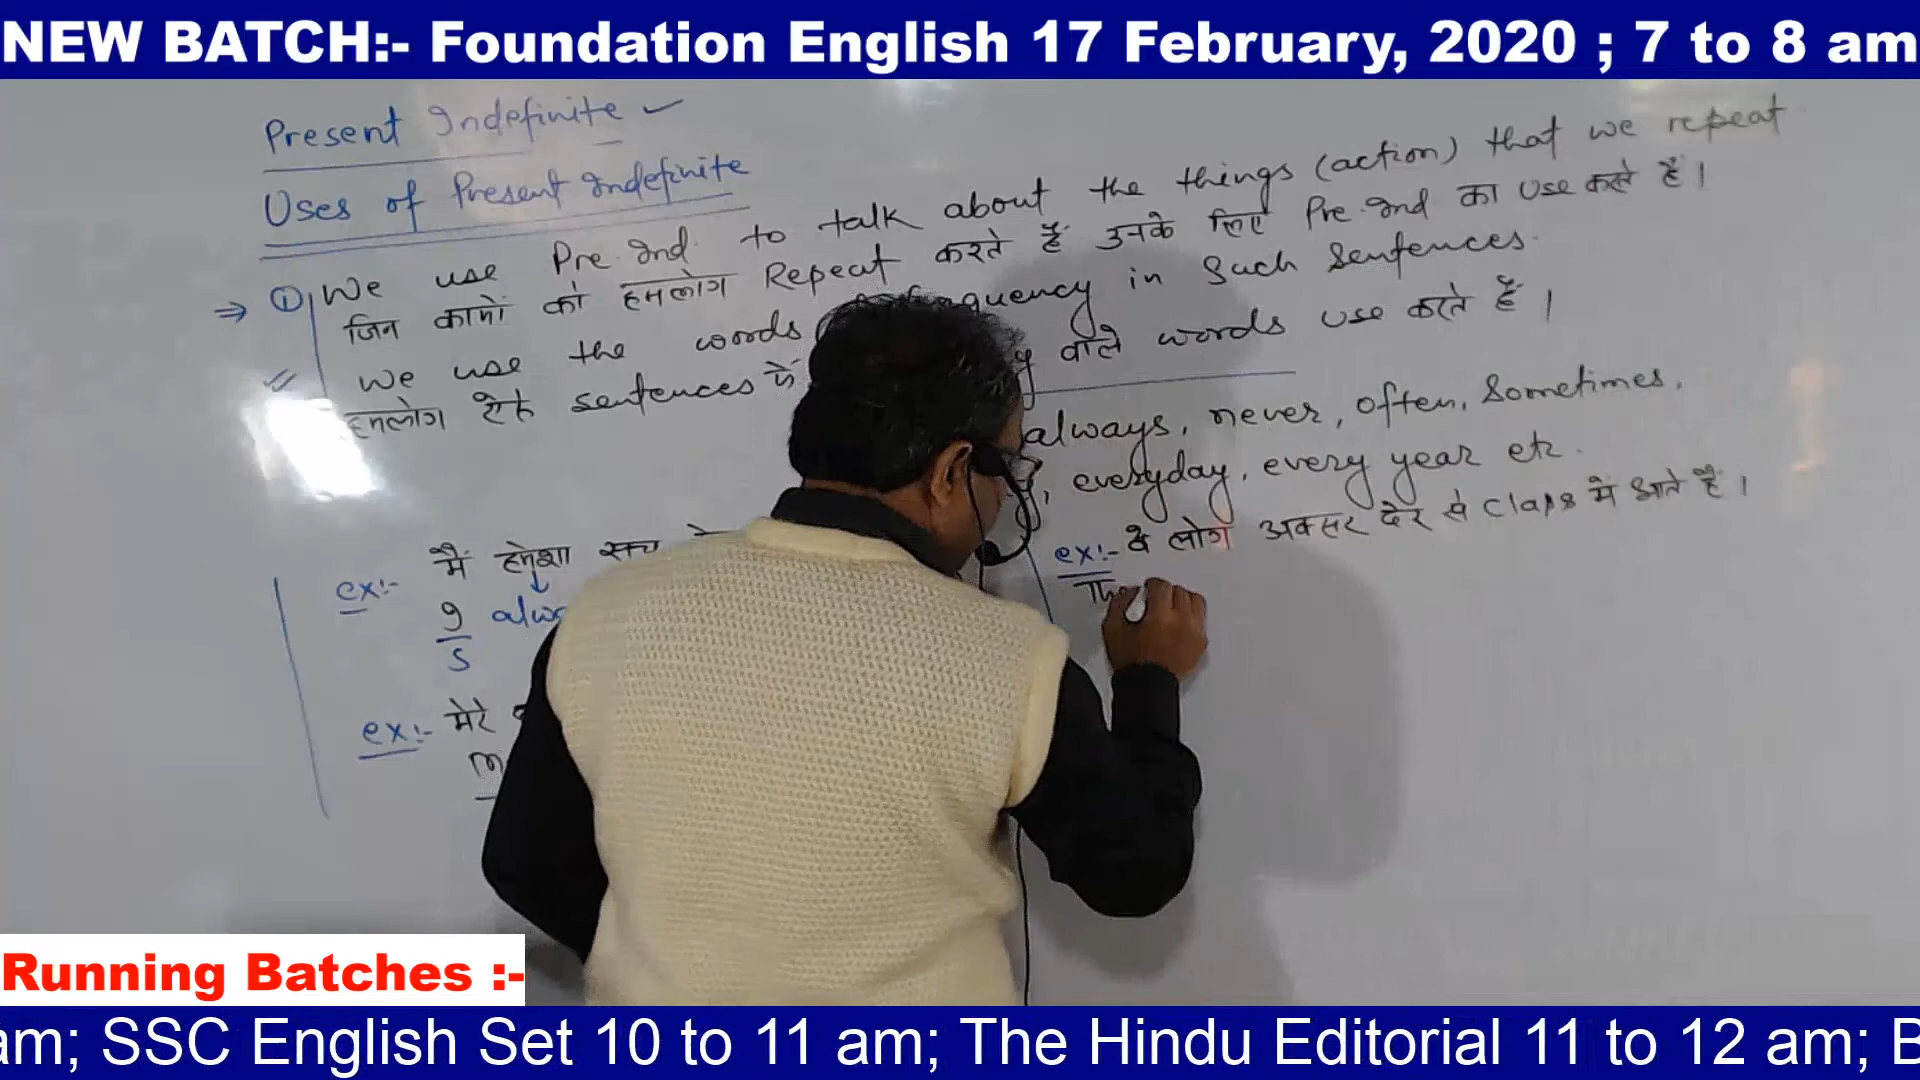 NEW BATCH:- Foundation English 17 February, 2020 ; 7 to 8 am
Present Indefinite
Uses of Present Indefinite
⇒ ① We use Pre. Ind. to talk about the things (action) that we repeat
जिन कामों को हमलोग Repeat करते हैं उनके लिए Pre. Ind का Use करते हैं।
We use the words in Such Sentences.
हमलोग ऐसे sentences में वाले words use करते हैं।
always, never, often, Sometimes,
everyday, every year etc.
ex:- वे लोग अक्सर देर से Class में आते हैं।
The
ex:- मैं हमेशा सच
I
S
ex:- मेरे
Running Batches :-
am; SSC English Set 10 to 11 am; The Hindu Editorial 11 to 12 am; B